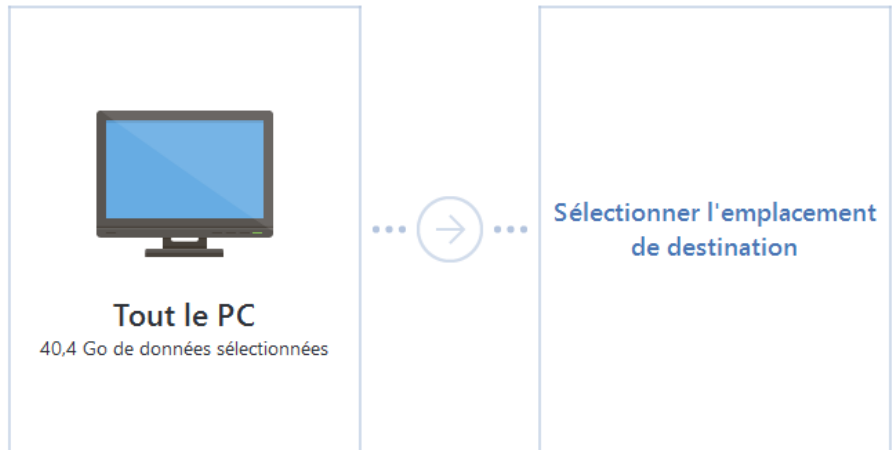 Tout le PC
40,4 Go de données sélectionnées
Sélectionner l'emplacement
de destination